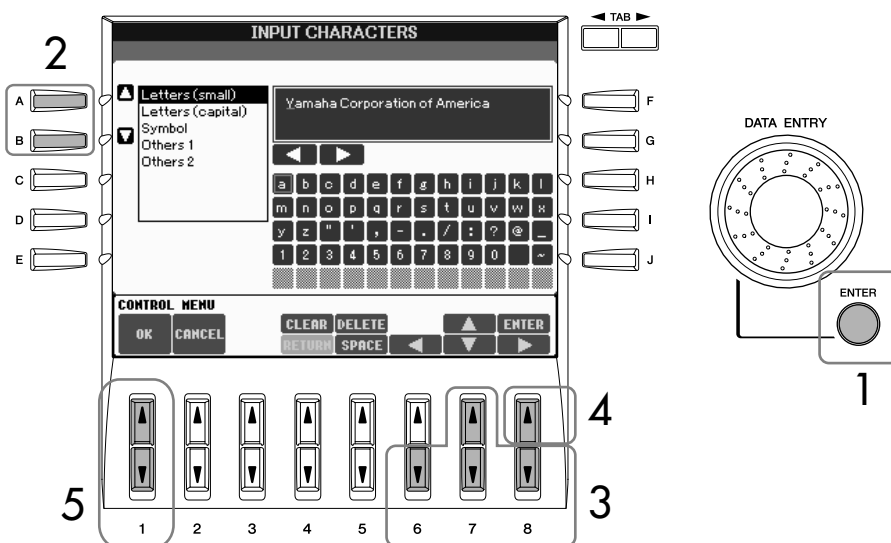 INPUT CHARACTERS
◄ TAB ►
2
A
B
C
D
E
Letters (small)
Letters (capital)
Symbol
Others 1
Others 2
Yamaha Corporation of America
a b c d e f g h i j k l
m n o p q r s t u v w x
y z " ' , - . / : ? @ _
1 2 3 4 5 6 7 8 9 0 ~
F
G
H
I
J
DATA ENTRY
ENTER
1
CONTROL MENU
OK CANCEL CLEAR DELETE ENTER
RETURN SPACE
4
5
3
1 2 3 4 5 6 7 8